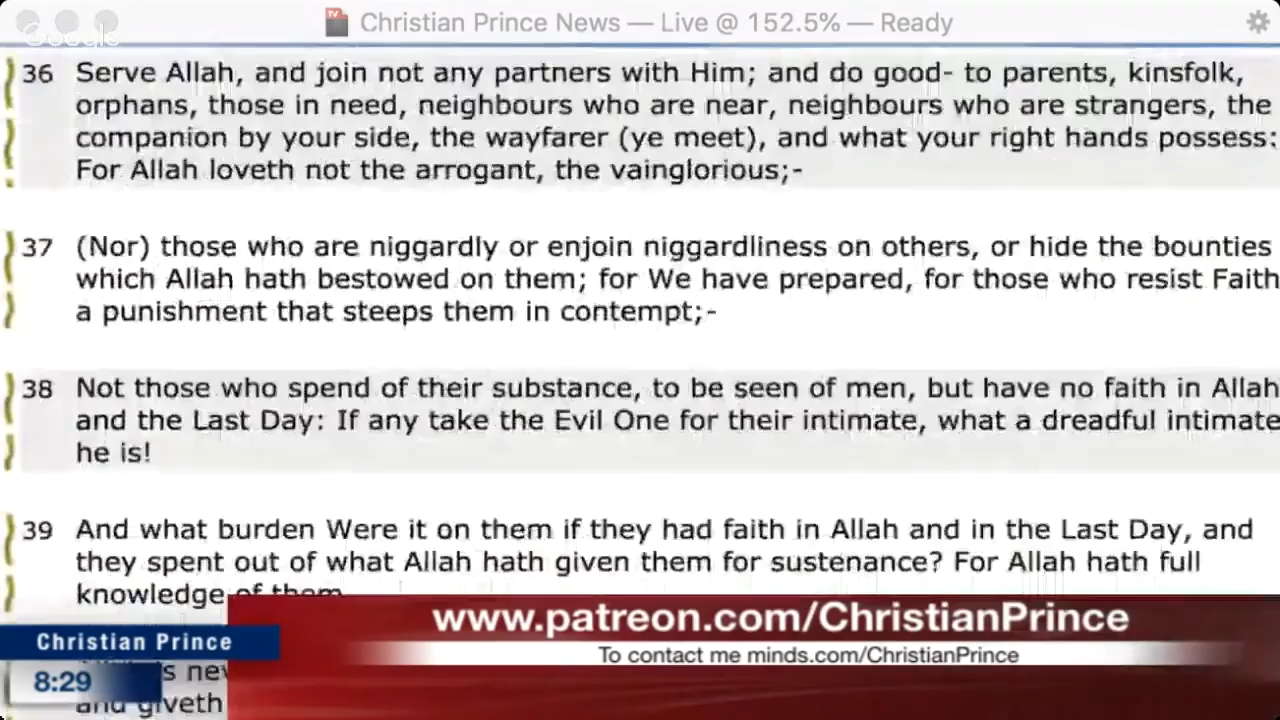 Christian Prince News — Live @ 152.5% — Ready
Google
36 Serve Allah, and join not any partners with Him; and do good- to parents, kinsfolk,
orphans, those in need, neighbours who are near, neighbours who are strangers, the
companion by your side, the wayfarer (ye meet), and what your right hands possess:
For Allah loveth not the arrogant, the vainglorious;-
37 (Nor) those who are niggardly or enjoin niggardliness on others, or hide the bounties
which Allah hath bestowed on them; for We have prepared, for those who resist Faith
a punishment that steeps them in contempt;-
38 Not those who spend of their substance, to be seen of men, but have no faith in Allah
and the Last Day: If any take the Evil One for their intimate, what a dreadful intimate
he is!
39 And what burden Were it on them if they had faith in Allah and in the Last Day, and
they spent out of what Allah hath given them for sustenance? For Allah hath full
knowledge of them
www.patreon.com/ChristianPrince
Christian Prince
To contact me minds.com/ChristianPrince
8:29
and giveth